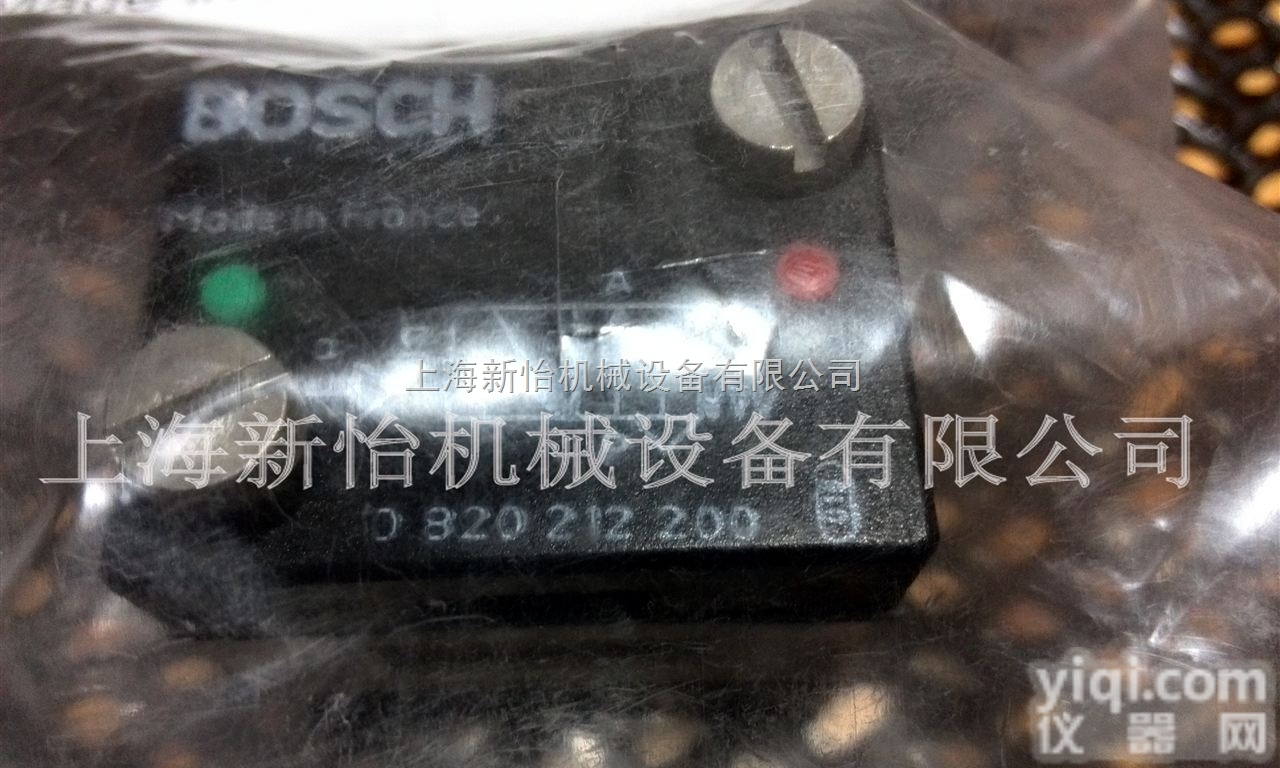 BOSCH
Made in France
A
上海新怡机械设备有限公司
上海新怡机械设备有限公司
0 820 212 200
yiqi.com
仪器网